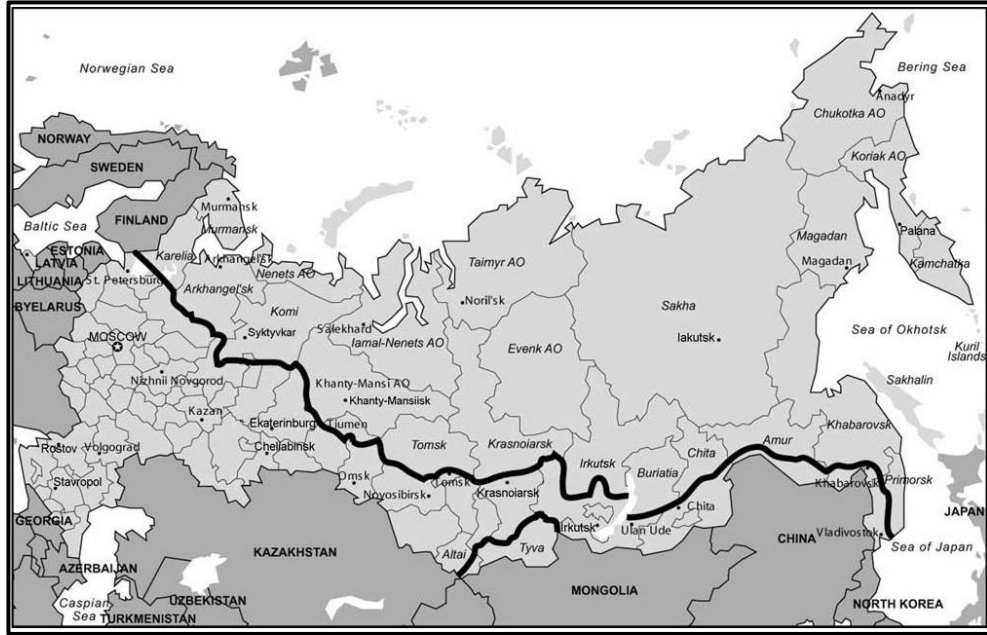 Norwegian Sea
Bering Sea
Anadyr
Chukotka AO
NORWAY
SWEDEN
Koriak AO
Murmansk
Murmansk
FINLAND
Baltic Sea
Palana
Karelia
ESTONIA
Arkhangel'sk
Taimyr AO
Magadan
LATVIA
Magadan
Kamchatka
Nenets AO
LITHUANIA
St. Petersburg
Arkhangel'sk
Noril'sk
Sakha
BYELARUS
Komi
Salekhard
Sea of Okhotsk
MOSCOW
Syktyvkar
Iamal-Nenets AO
Evenk AO
Iakutsk
Kuril
Islands
Nizhnii Novgorod
Sakhalin
Khanty-Mansi AO
Khanty-Mansiisk
Kazan
Ekaterinburg
Tiumen
Khabarovsk
Rostov
Volgograd
Cheliabinsk
Tomsk
Krasnoiarsk
Chita
Amur
Irkutsk
Stavropol
Omsk
Tomsk
Buriatia
Khabarovsk
Primorsk
Novosibirsk
Krasnoiarsk
Chita
GEORGIA
Irkutsk
Ulan Ude
JAPAN
CHINA
Vladivostok
KAZAKHSTAN
Altai
Tyva
Sea of Japan
AZERBAIJAN
MONGOLIA
Caspian
Sea
UZBEKISTAN
NORTH KOREA
TURKMENISTAN